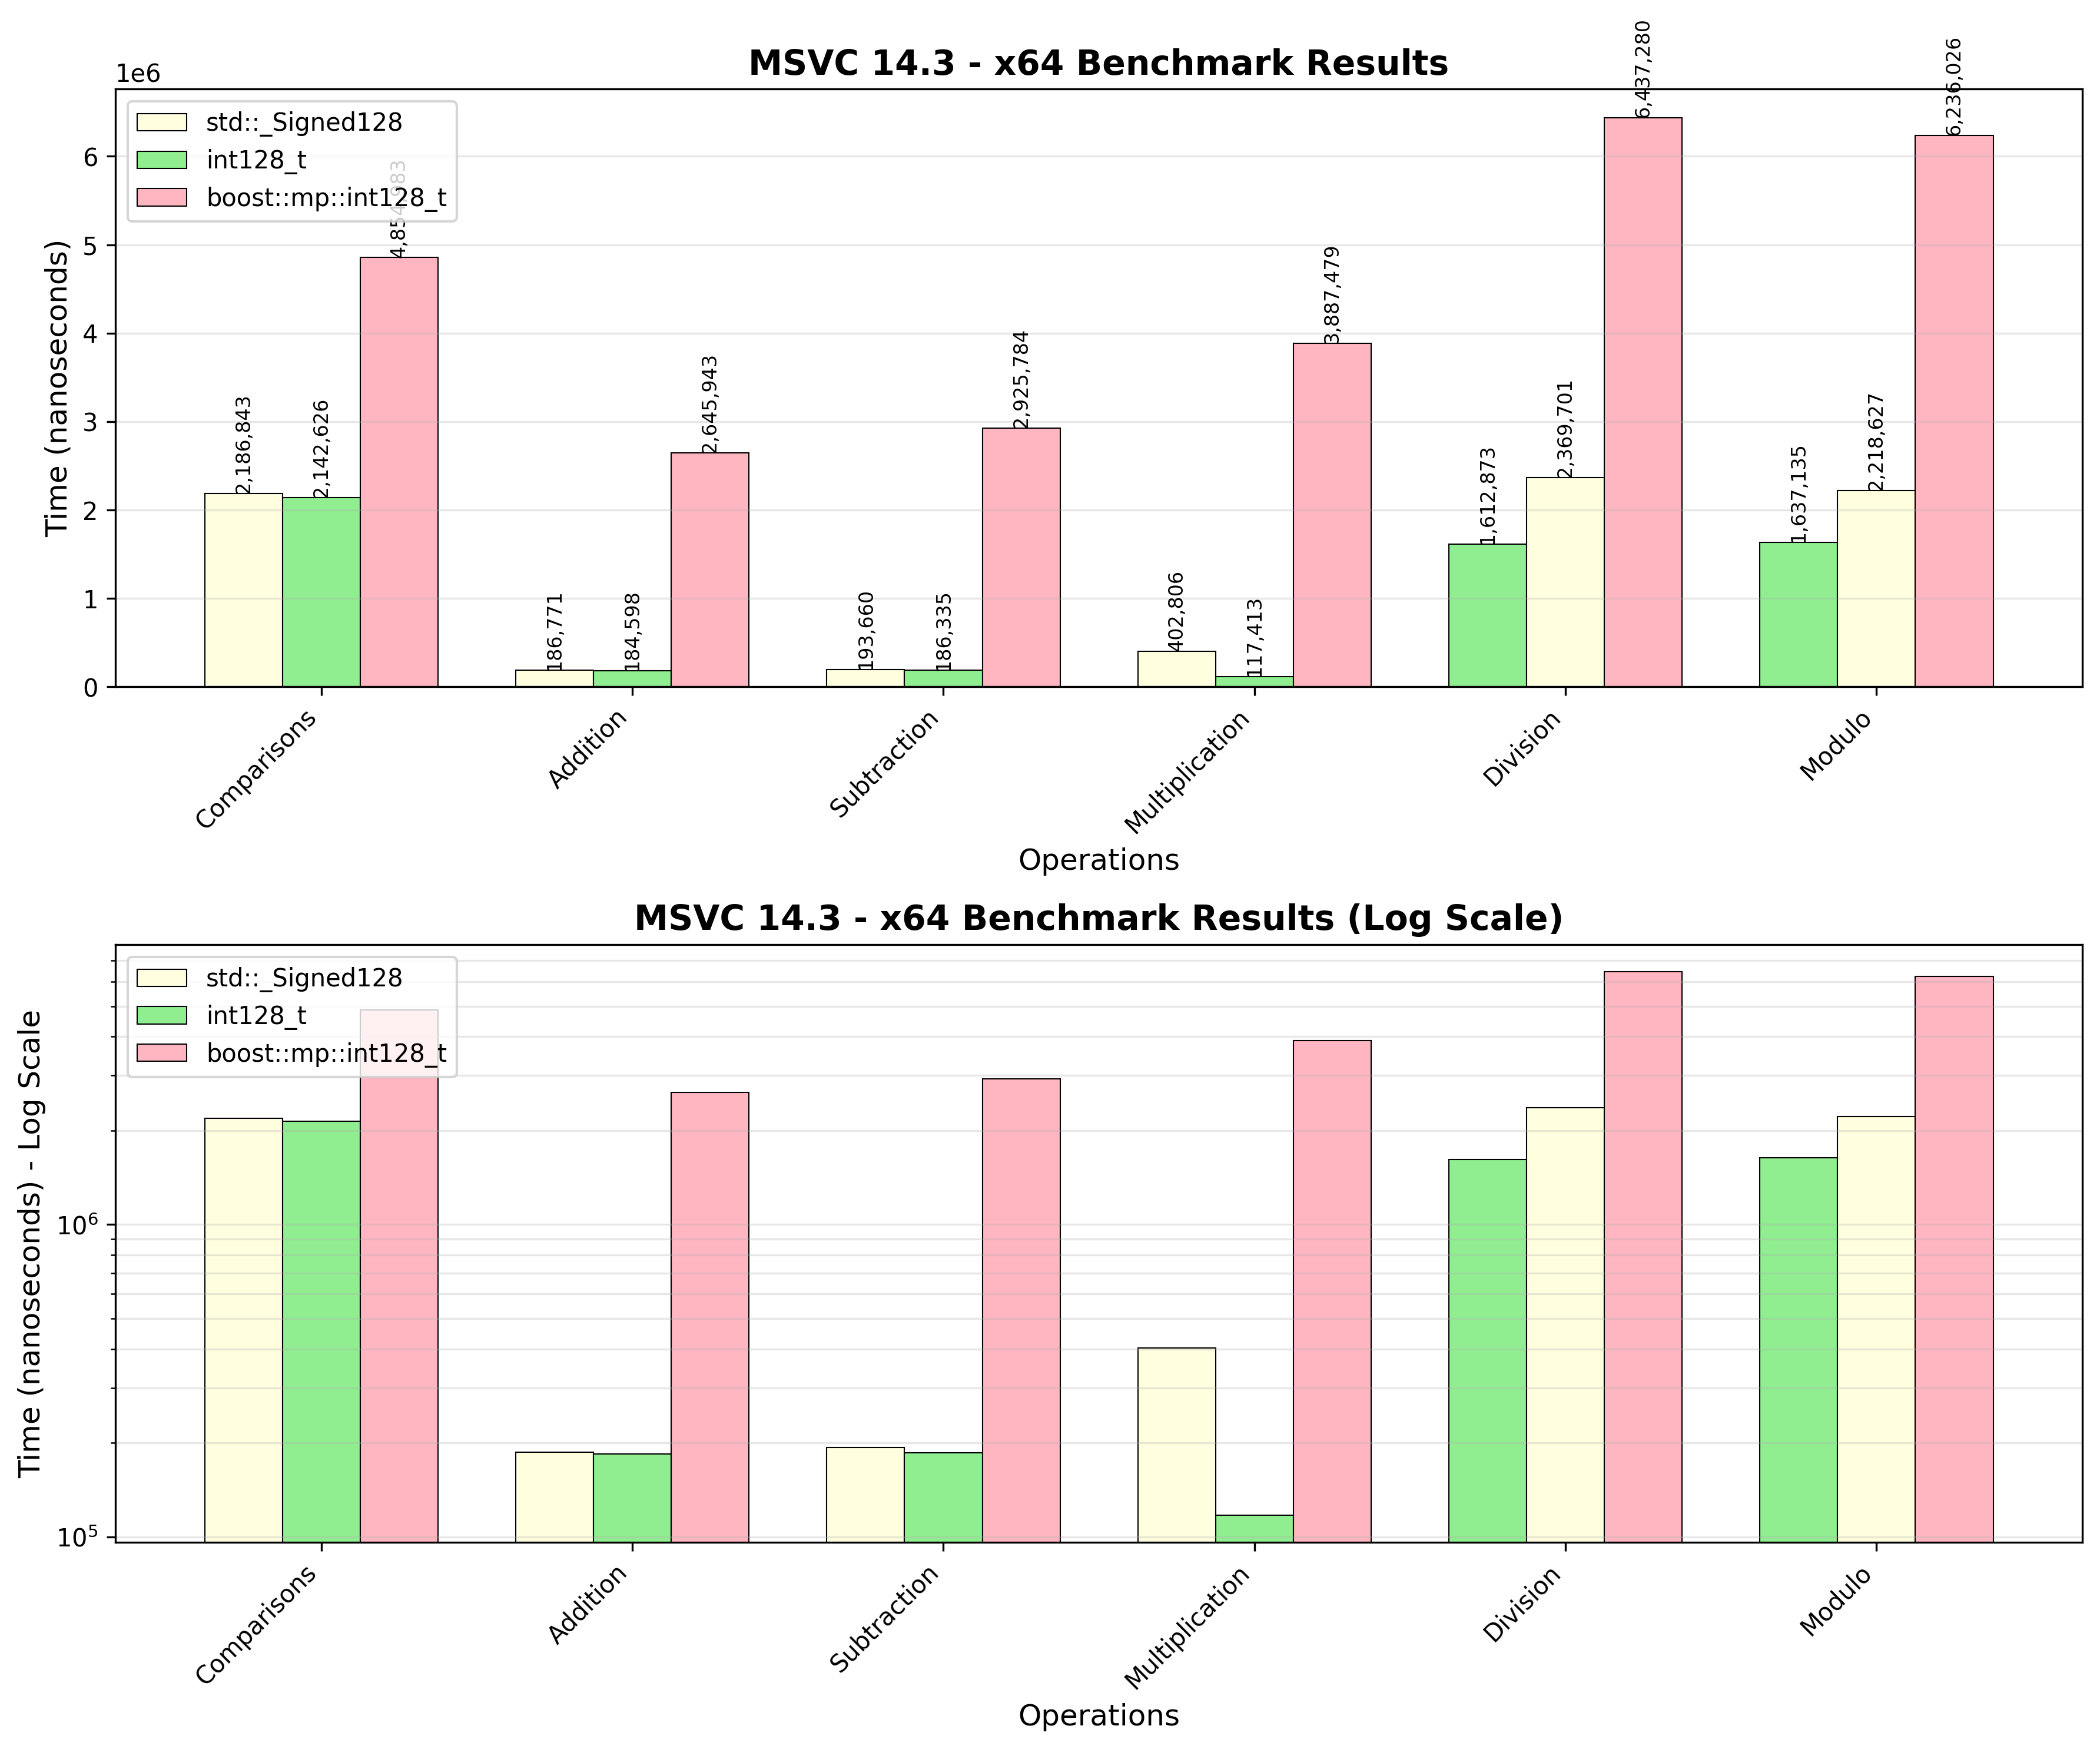 MSVC 14.3 - x64 Benchmark Results
1e6
std::_Signed128
int128_t
boost::mp::int128_t
Time (nanoseconds)
6
5
4
3
2
1
0
2,186,843
2,142,626
186,771
184,598
2,645,943
193,660
186,335
2,925,784
402,806
117,413
3,887,479
1,612,873
2,369,701
6,437,280
1,637,135
2,218,627
6,236,026
Comparisons
Addition
Subtraction
Multiplication
Division
Modulo
Operations
MSVC 14.3 - x64 Benchmark Results (Log Scale)
std::_Signed128
int128_t
boost::mp::int128_t
Time (nanoseconds) - Log Scale
10⁶
10⁵
Comparisons
Addition
Subtraction
Multiplication
Division
Modulo
Operations